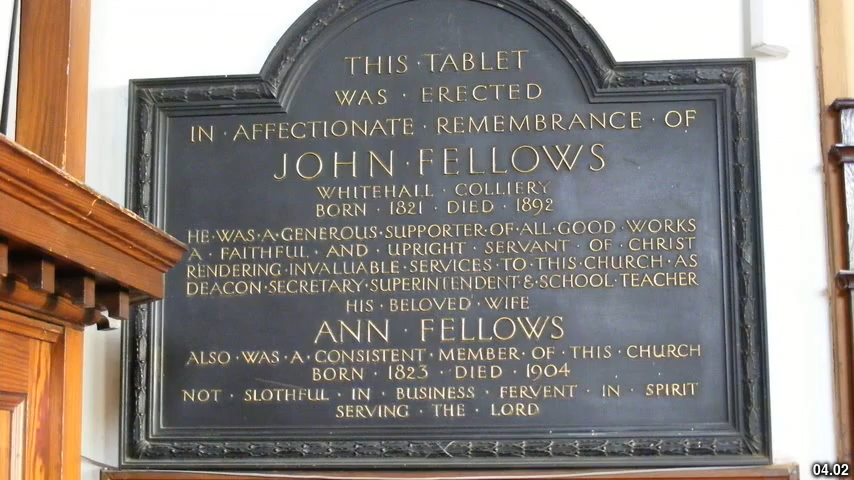 THIS · TABLET
WAS · ERECTED
IN · AFFECTIONATE · REMEMBRANCE · OF
JOHN · FELLOWS
WHITEHALL · COLLIERY
BORN · 1821 · DIED · 1892
HE · WAS · A · GENEROUS · SUPPORTER · OF · ALL · GOOD · WORKS
A · FAITHFUL · AND · UPRIGHT · SERVANT · OF · CHRIST
RENDERING · INVALUABLE · SERVICES · TO · THIS · CHURCH · AS
DEACON · SECRETARY · SUPERINTENDENT · & · SCHOOL · TEACHER
HIS · BELOVED · WIFE
ANN · FELLOWS
ALSO · WAS · A · CONSISTENT · MEMBER · OF · THIS · CHURCH
BORN · 1823 · DIED · 1904
NOT · SLOTHFUL · IN · BUSINESS · FERVENT · IN · SPIRIT
SERVING · THE · LORD
04.02